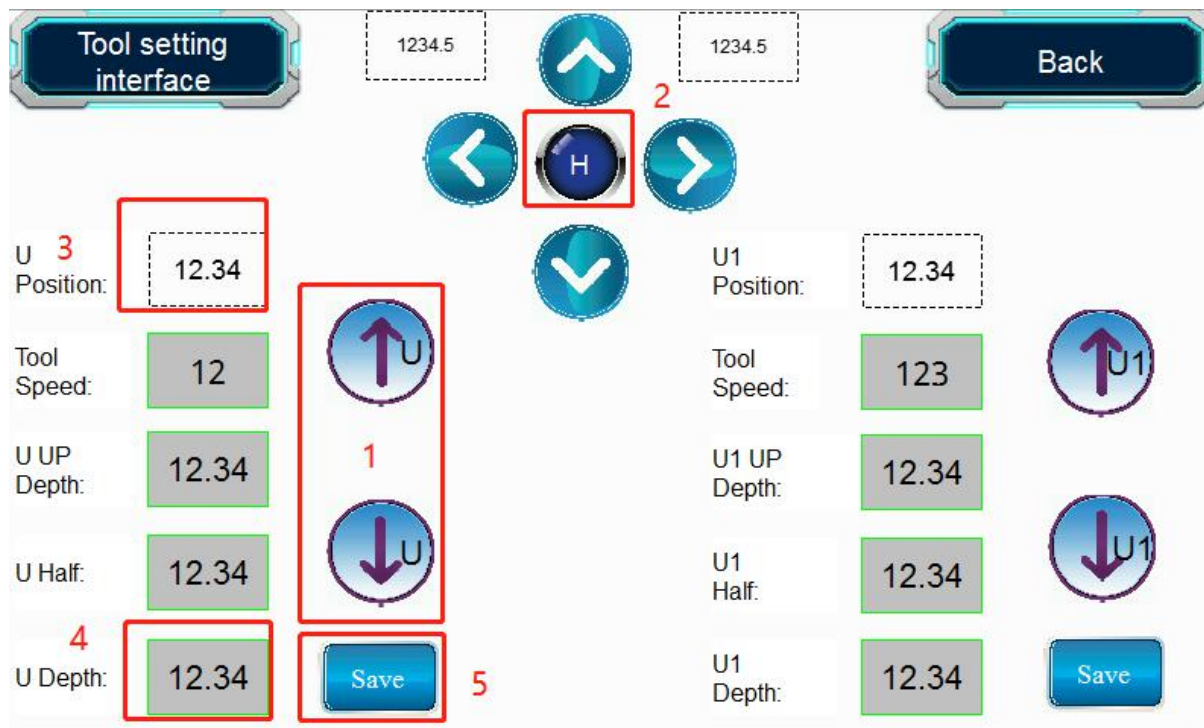 Tool setting
interface
1234.5
1234.5
Back
2
H
U
Position:
3
12.34
U1
Position:
12.34
Tool
Speed:
12
U
Tool
Speed:
123
U1
U UP
Depth:
12.34
1
U1 UP
Depth:
12.34
U Half:
12.34
U
U1
Half:
12.34
U1
4
U Depth:
12.34
Save
5
U1
Depth:
12.34
Save